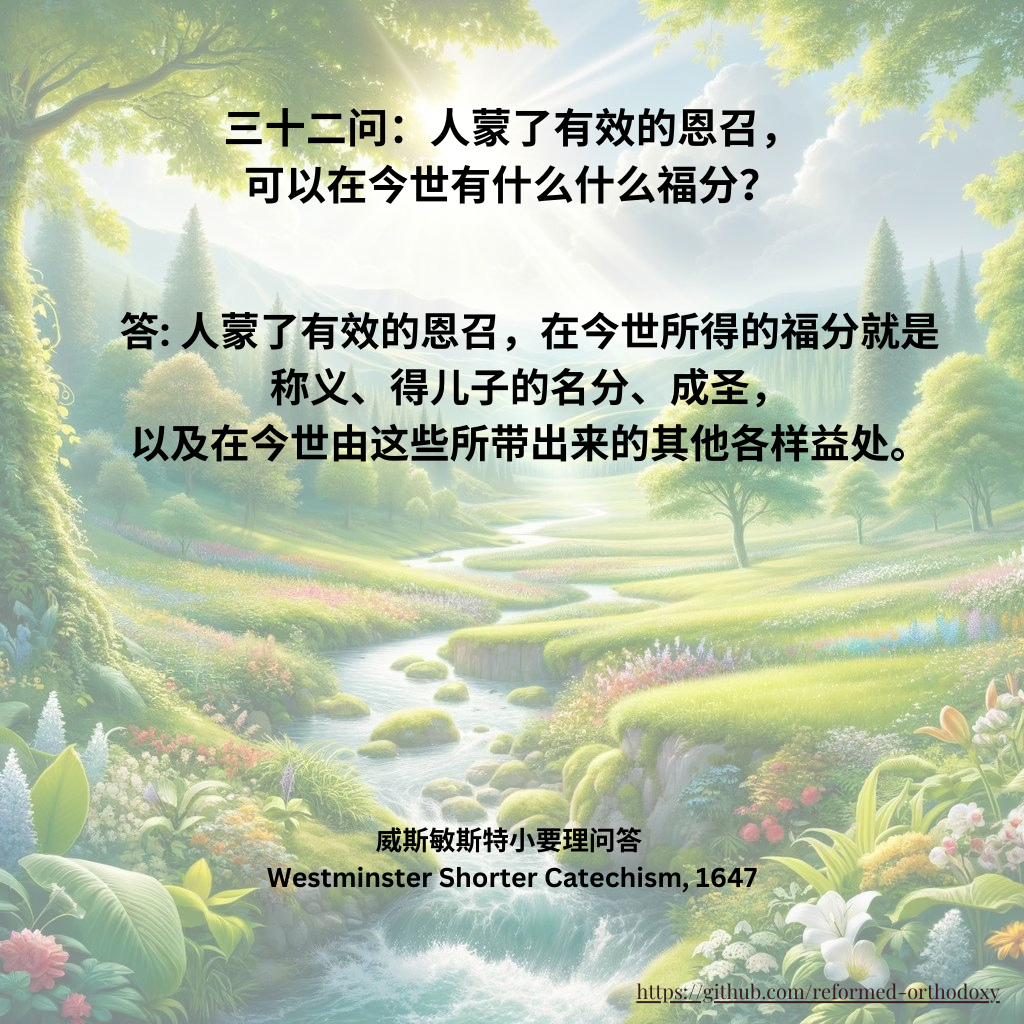 三十二问：人蒙了有效的恩召，
可以在今世有什么什么福分？
答: 人蒙了有效的恩召，在今世所得的福分就是
称义、得儿子的名分、成圣，
以及在今世由这些所带出来的其他各样益处。
威斯敏斯特小要理问答
Westminster Shorter Catechism, 1647
https://github.com/reformed-orthodoxy